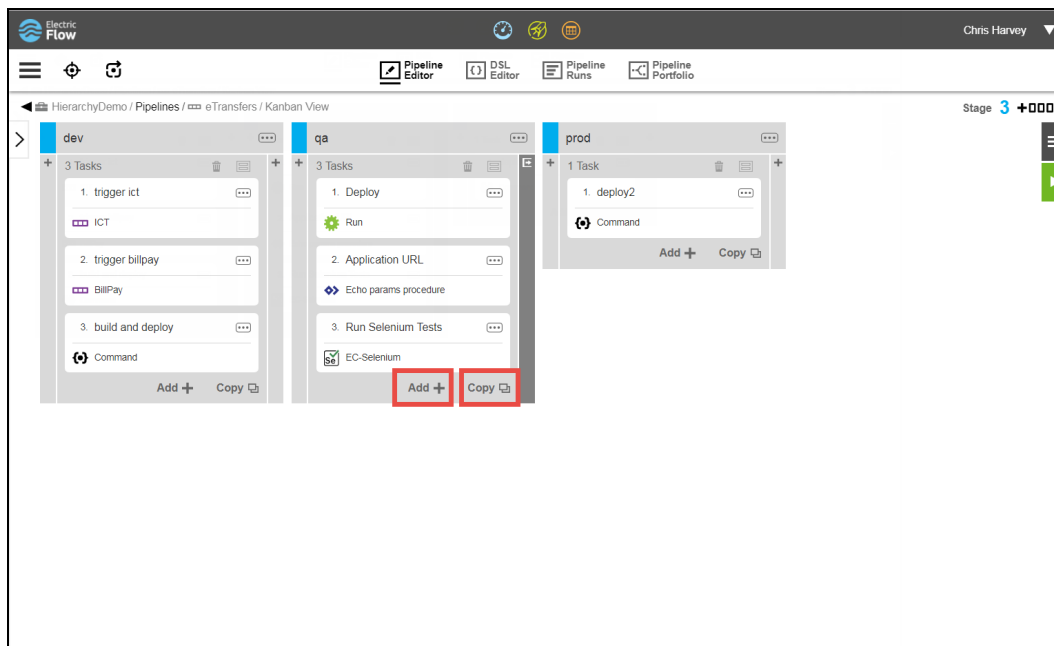 Electric
Flow
Chris Harvey
Pipeline
Editor
DSL
Editor
Pipeline
Runs
Pipeline
Portfolio
HierarchyDemo / Pipelines / eTransfers / Kanban View
Stage 3
dev
3 Tasks
1. trigger ict
ICT
2. trigger billpay
BillPay
3. build and deploy
Command
Add Copy
qa
3 Tasks
1. Deploy
Run
2. Application URL
Echo params procedure
3. Run Selenium Tests
Se EC-Selenium
Add Copy
prod
1 Task
1. deploy2
Command
Add Copy